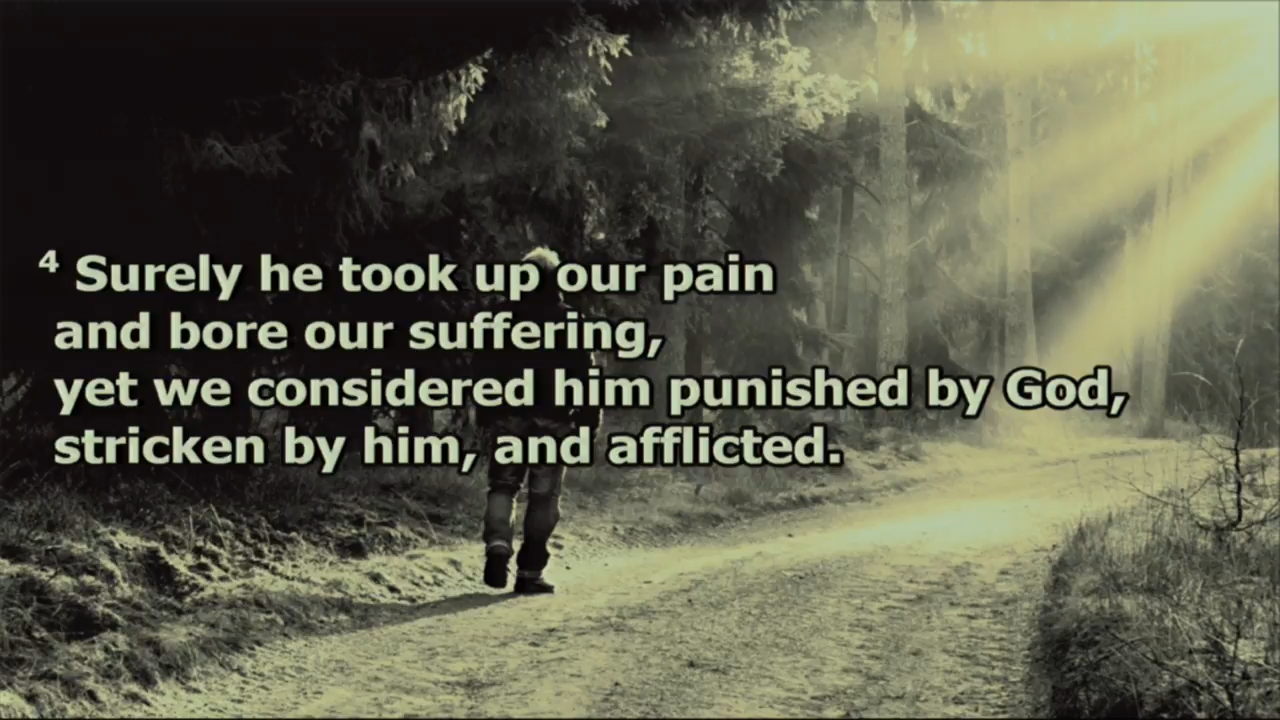 4 Surely he took up our pain
and bore our suffering,
yet we considered him punished by God,
stricken by him, and afflicted.